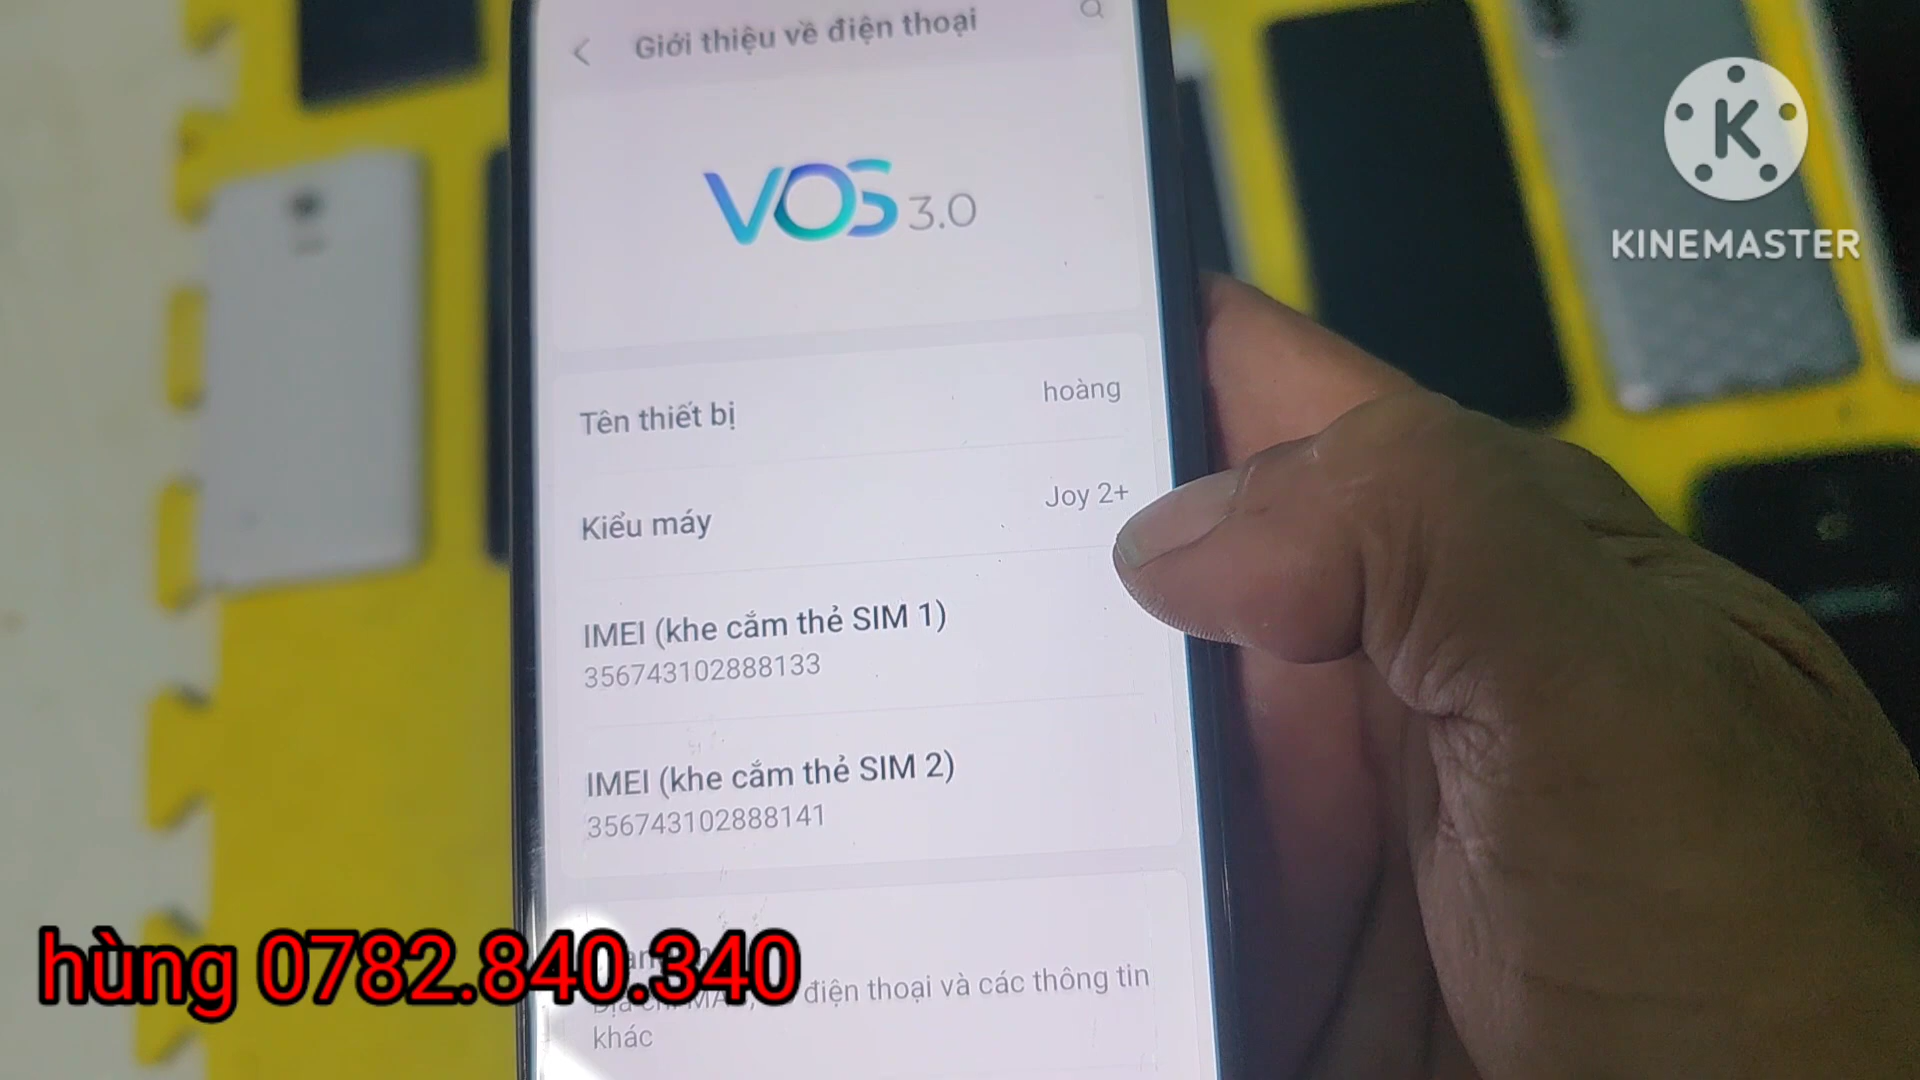 Giới thiệu về điện thoại
VOS 3.0
K
KINEMASTER
Tên thiết bị
hoàng
Kiểu máy
Joy 2+
IMEI (khe cắm thẻ SIM 1)
356743102888133
IMEI (khe cắm thẻ SIM 2)
356743102888141
hùng 0782.840.340
điện thoại và các thông tin
khác